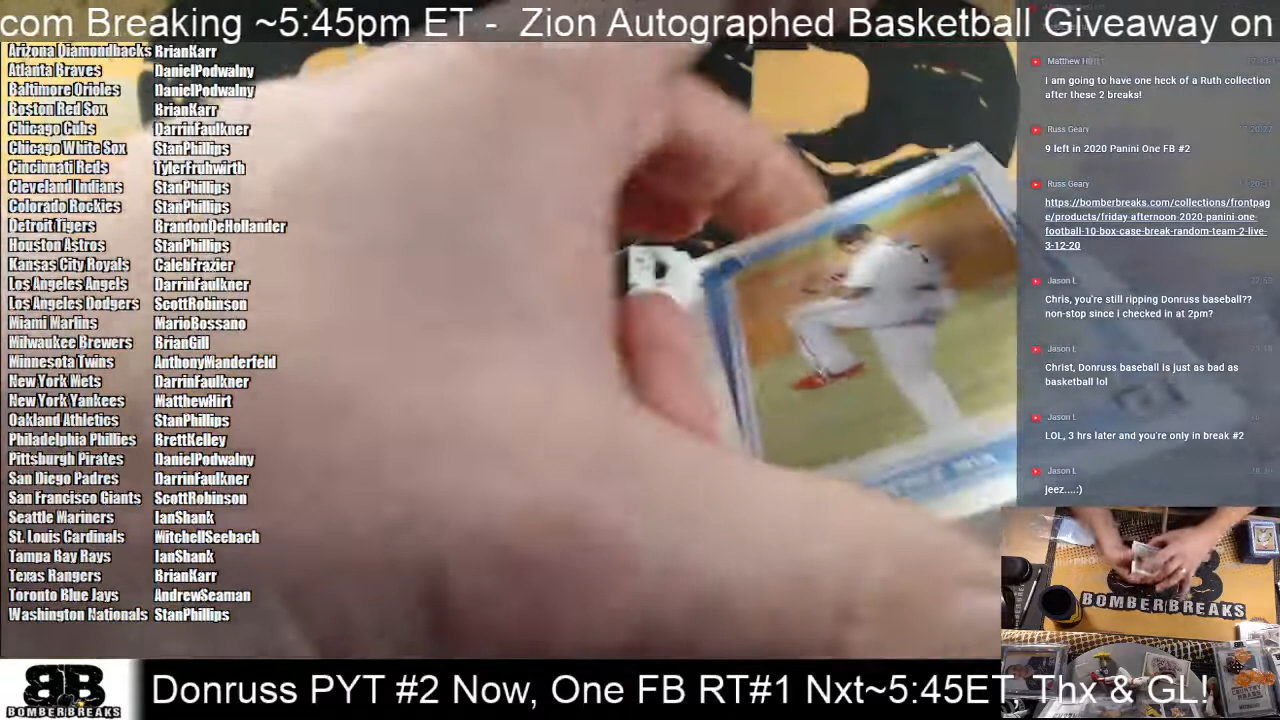 com Breaking ~5:45pm ET - Zion Autographed Basketball Giveaway on
Arizona Diamondbacks BrianKarr
Atlanta Braves DanielPodwalny
Baltimore Orioles DanielPodwalny
Boston Red Sox BrianKarr
Chicago Cubs DarrinFaulkner
Chicago White Sox StanPhillips
Cincinnati Reds TylerFruhwirth
Cleveland Indians StanPhillips
Colorado Rockies StanPhillips
Detroit Tigers BrandonDeHollander
Houston Astros StanPhillips
Kansas City Royals CalebFrazier
Los Angeles Angels DarrinFaulkner
Los Angeles Dodgers ScottRobinson
Miami Marlins MarioBossano
Milwaukee Brewers BrianGill
Minnesota Twins AnthonyManderfeld
New York Mets DarrinFaulkner
New York Yankees MatthewHirt
Oakland Athletics StanPhillips
Philadelphia Phillies BrettKelley
Pittsburgh Pirates DanielPodwalny
San Diego Padres DarrinFaulkner
San Francisco Giants ScottRobinson
Seattle Mariners IanShank
St. Louis Cardinals MitchellSeebach
Tampa Bay Rays IanShank
Texas Rangers BrianKarr
Toronto Blue Jays AndrewSeaman
Washington Nationals StanPhillips
Matthew
I am going to have one heck of a Ruth collection
after these 2 breaks!
Russ Geary
9 left in 2020 Panini One FB #2
Russ Geary
https://bomberbreaks.com/collections/frontpag
e/products/friday-afternoon-2020-panini-one-
football-10-box-case-break-random-team-2-live-
3-12-20
Jason L
Chris, you're still ripping Donruss baseball??
non-stop since i checked in at 2pm?
Jason L
Christ, Donruss baseball is just as bad as
basketball lol
Jason L
LOL, 3 hrs later and you're only in break #2
Jason L
jeez....:)
BOMBERBREAKS
BB
BOMBERBREAKS
Donruss PYT #2 Now, One FB RT#1 Nxt~5:45ET Thx & GL!